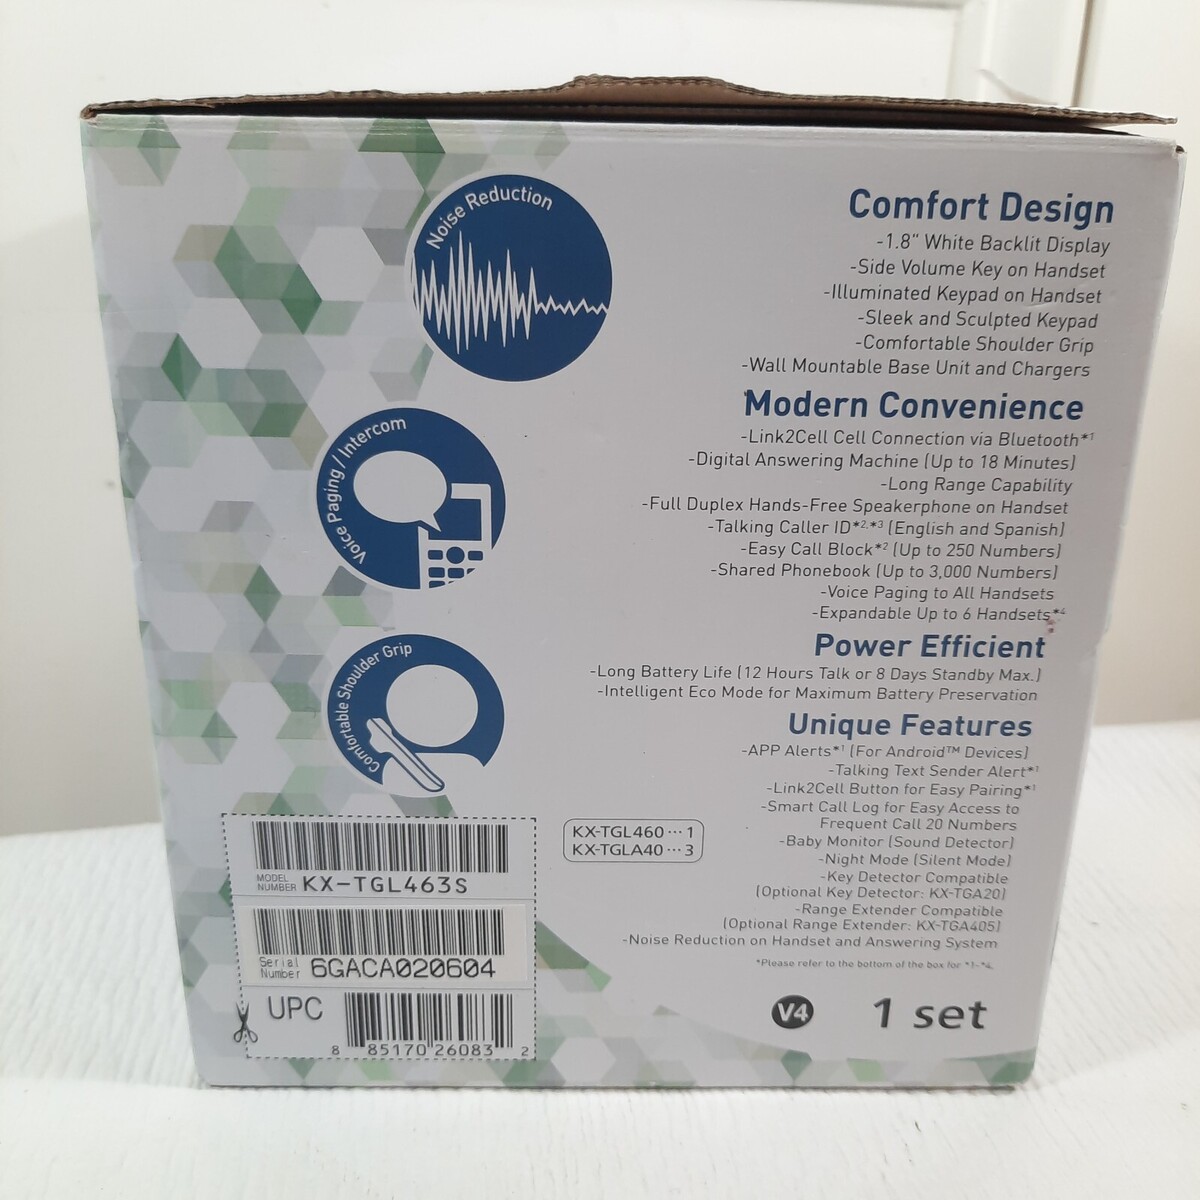 Noise Reduction
Voice Paging / Intercom
Comfortable Shoulder Grip
Comfort Design
-1.8" White Backlit Display
-Side Volume Key on Handset
-Illuminated Keypad on Handset
-Sleek and Sculpted Keypad
-Comfortable Shoulder Grip
-Wall Mountable Base Unit and Chargers
Modern Convenience
-Link2Cell Cell Connection via Bluetooth*1
-Digital Answering Machine (Up to 18 Minutes)
-Long Range Capability
-Full Duplex Hands-Free Speakerphone on Handset
-Talking Caller ID*2,*3 (English and Spanish)
-Easy Call Block*2 (Up to 250 Numbers)
-Shared Phonebook (Up to 3,000 Numbers)
-Voice Paging to All Handsets
-Expandable Up to 6 Handsets*4
Power Efficient
-Long Battery Life (12 Hours Talk or 8 Days Standby Max.)
-Intelligent Eco Mode for Maximum Battery Preservation
Unique Features
-APP Alerts*1 (For Android™ Devices)
-Talking Text Sender Alert*1
-Link2Cell Button for Easy Pairing*1
-Smart Call Log for Easy Access to
Frequent Call 20 Numbers
-Baby Monitor (Sound Detector)
-Night Mode (Silent Mode)
-Key Detector Compatible
(Optional Key Detector: KX-TGA20)
-Range Extender Compatible
(Optional Range Extender: KX-TGA405)
-Noise Reduction on Handset and Answering System
*Please refer to the bottom of the box for *1-*4.
KX-TGL460 ··· 1
KX-TGLA40 ··· 3
MODEL NUMBER KX-TGL463S
Serial Number 6GACA020604
UPC
8 85170 26083 2
V4
1 set